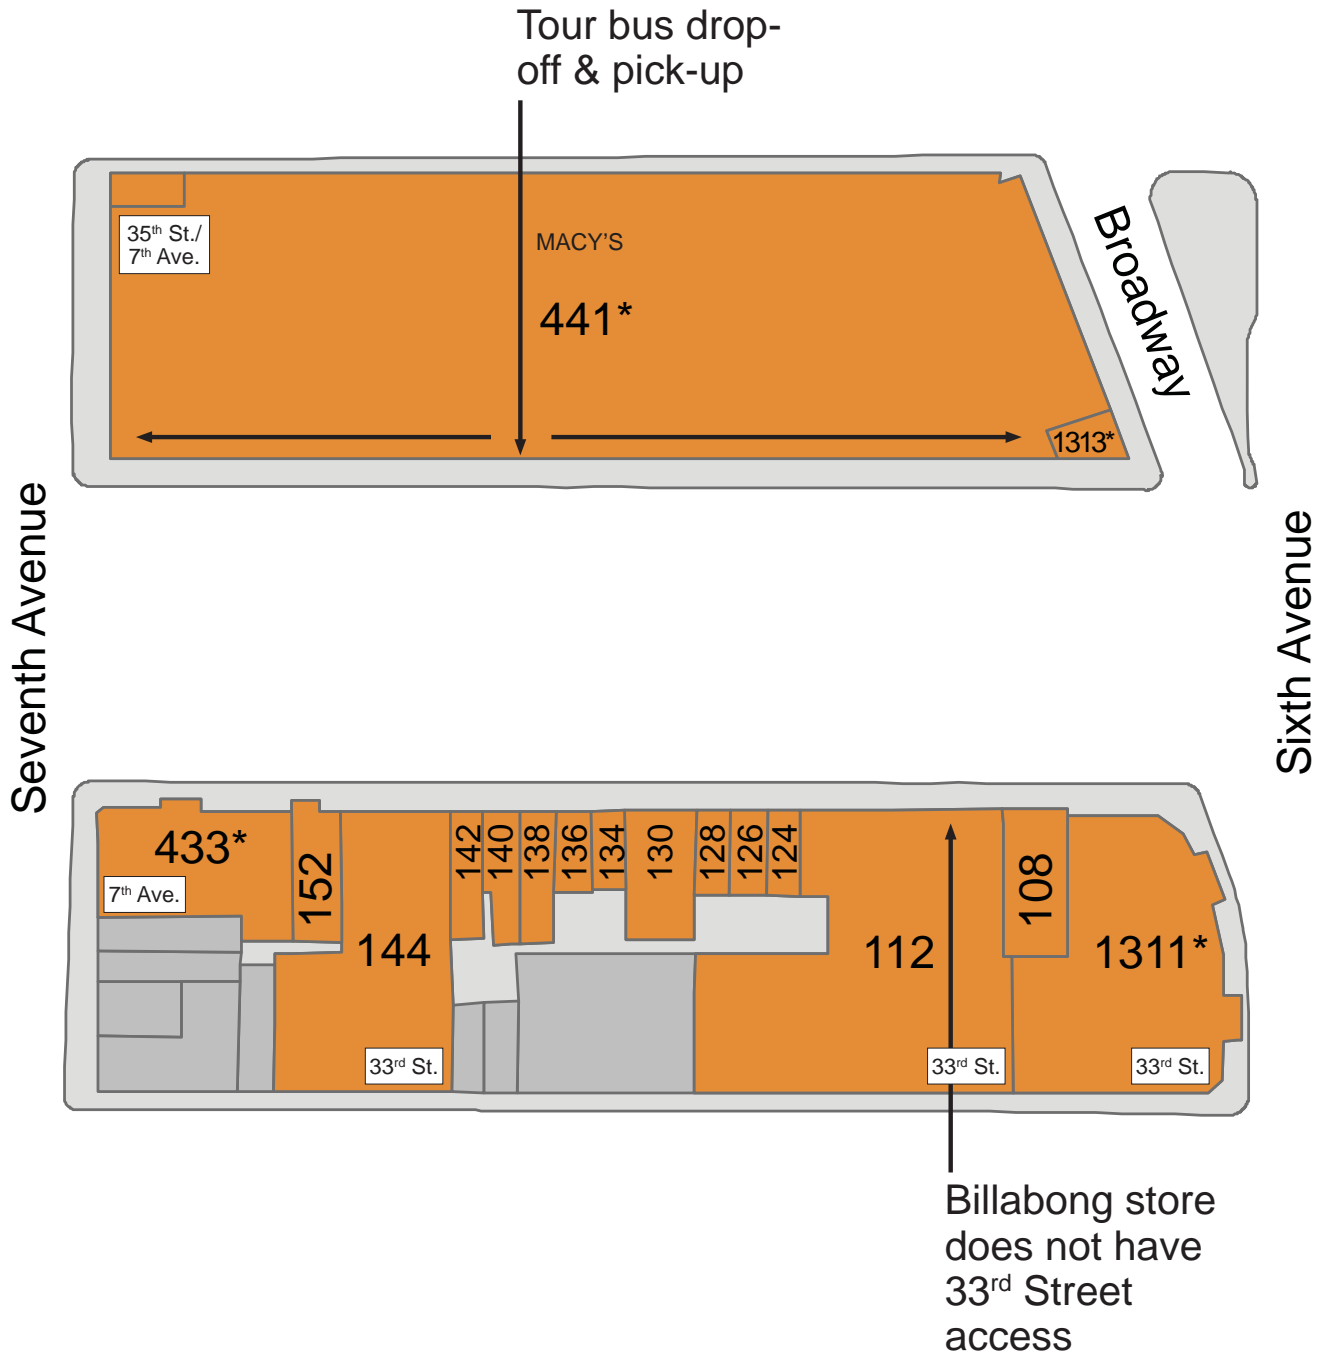 Tour bus drop-
off & pick-up
35th St./
7th Ave.
MACY'S
441*
1313*
Broadway
Seventh Avenue
Sixth Avenue
433*
7th Ave.
152
144
33rd St.
142
140
138
136
134
130
128
126
124
112
33rd St.
108
1311*
33rd St.
Billabong store
does not have
33rd Street
access